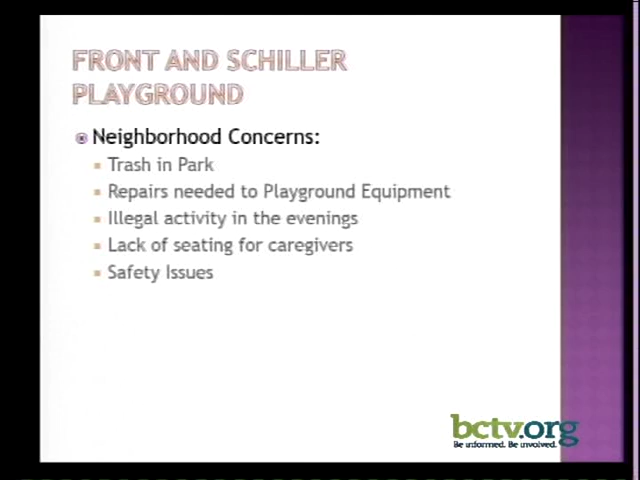 FRONT AND SCHILLER
PLAYGROUND
Neighborhood Concerns:
Trash in Park
Repairs needed to Playground Equipment
Illegal activity in the evenings
Lack of seating for caregivers
Safety Issues
bctv.org
Be informed. Be involved.